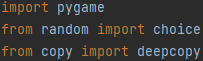 import pygame
from random import choice
from copy import deepcopy